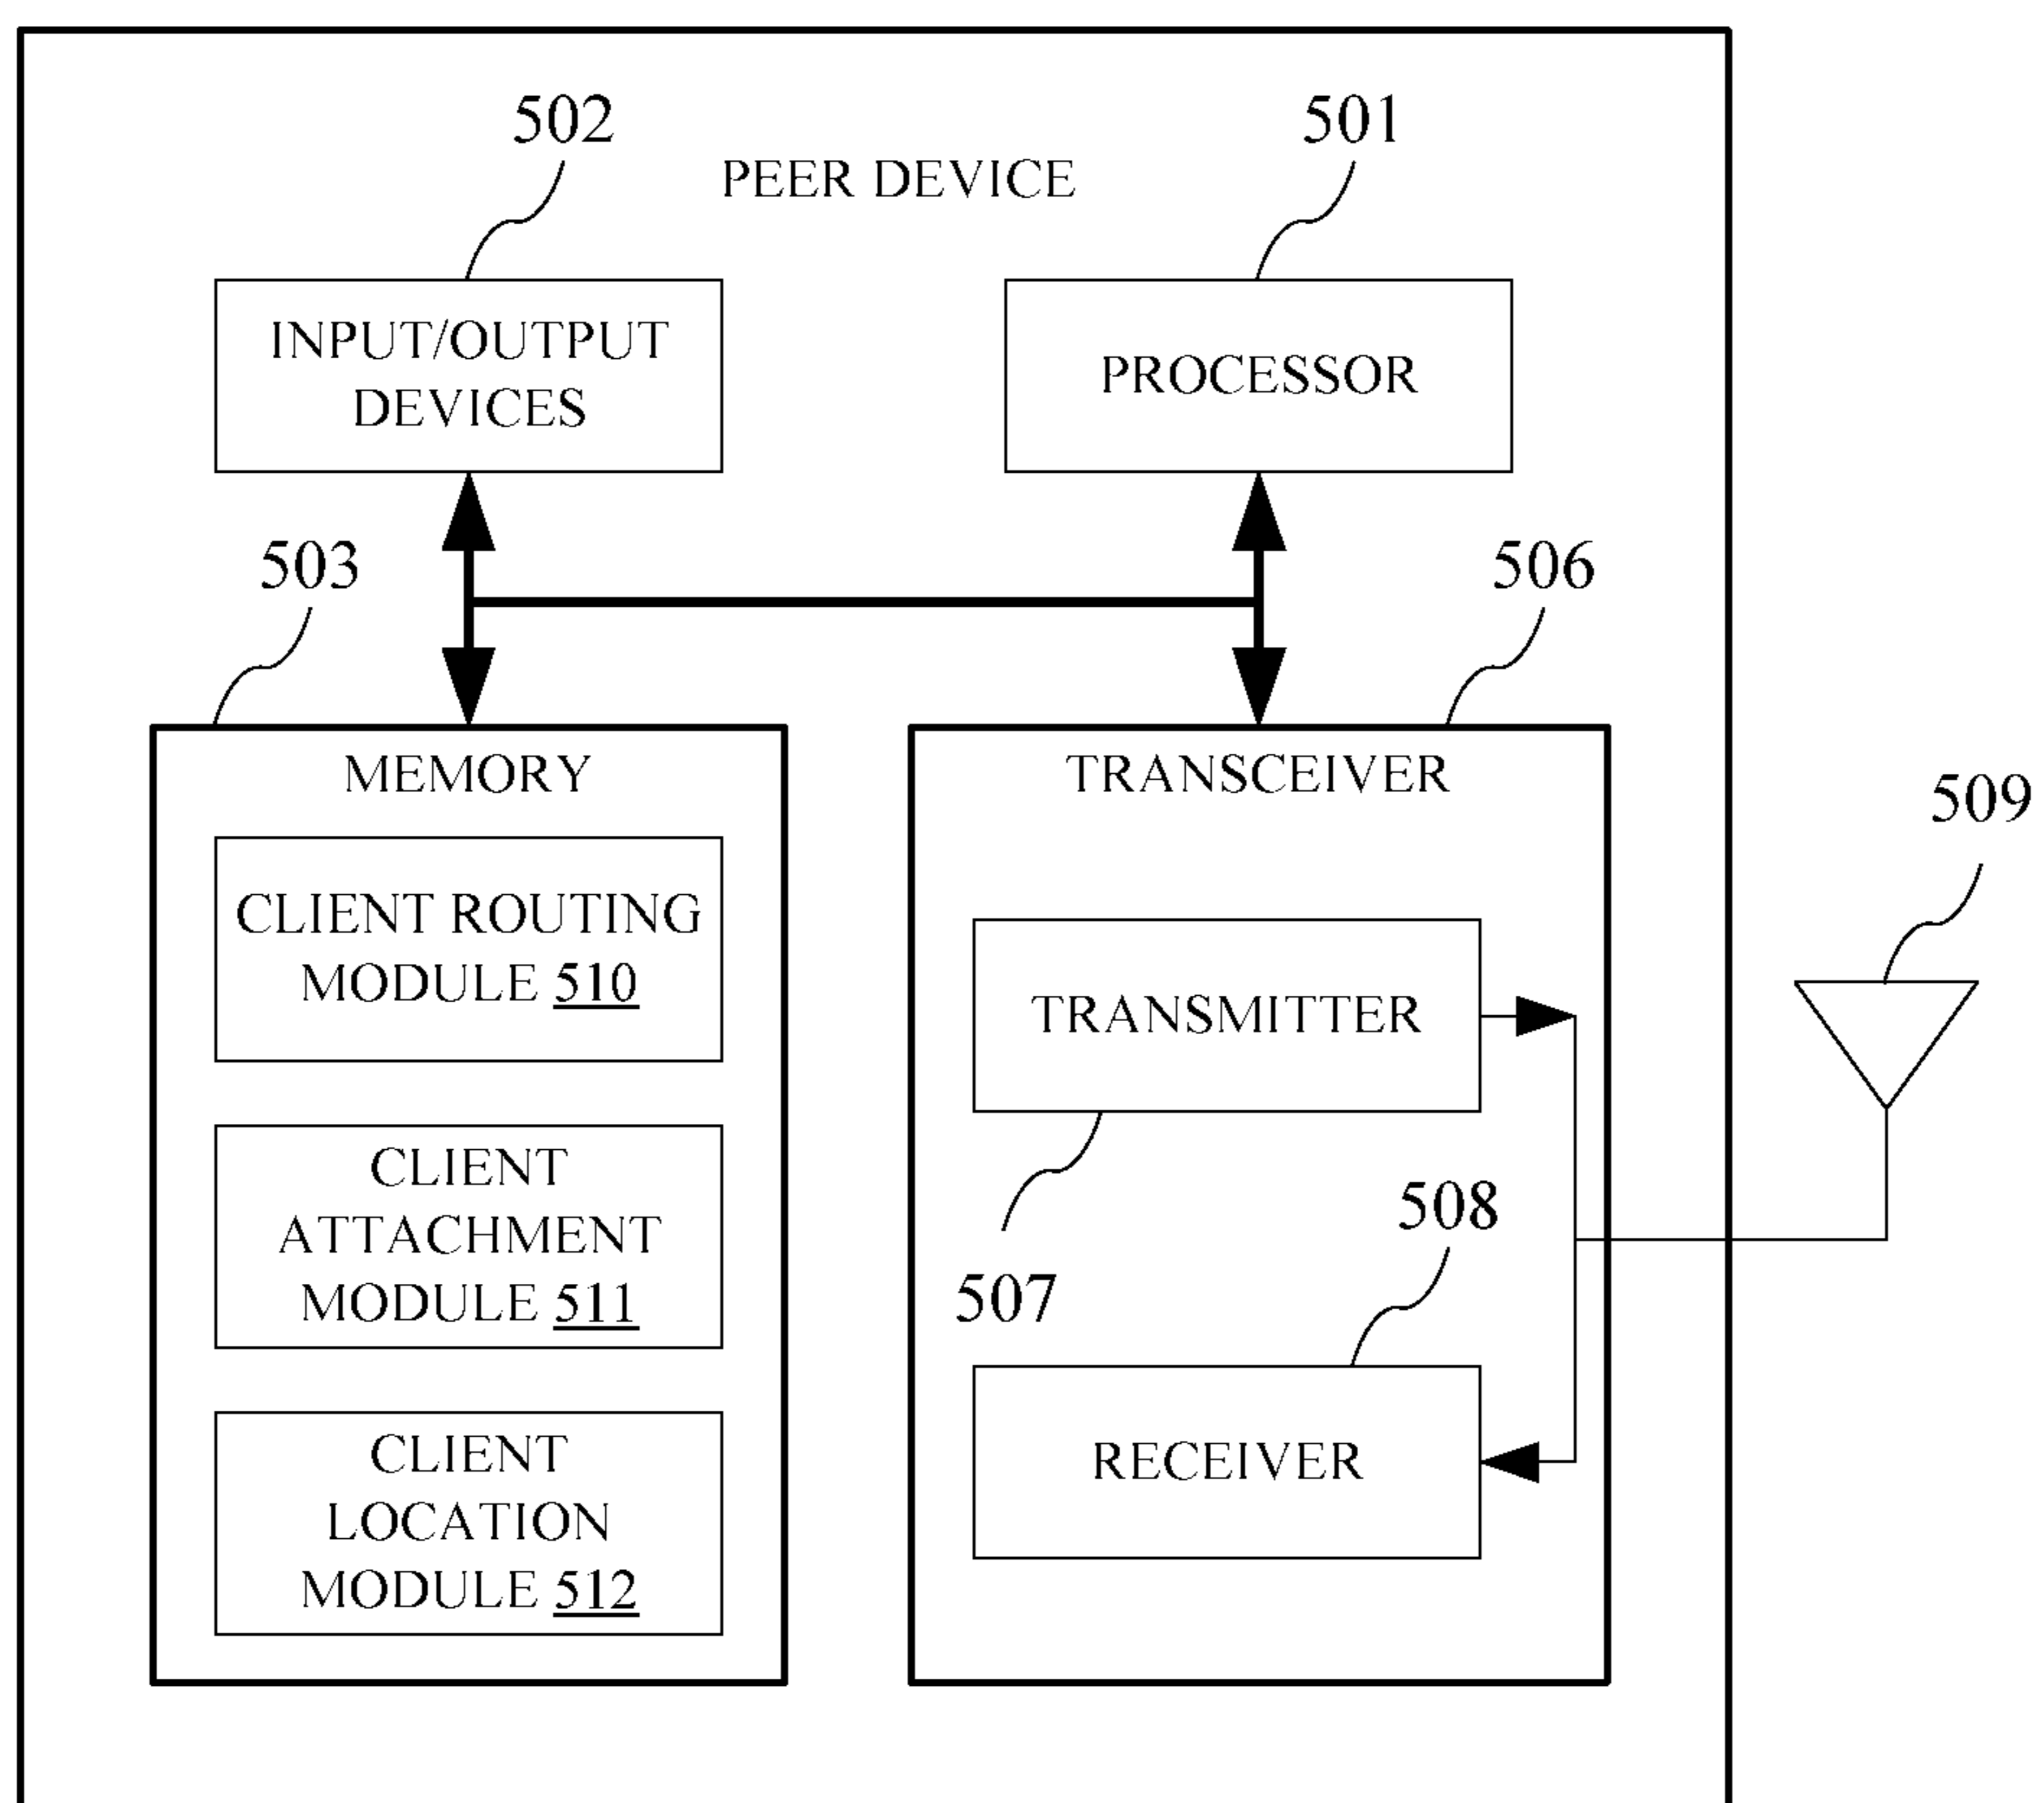 502
501
PEER DEVICE
INPUT/OUTPUT
DEVICES
PROCESSOR
503
506
MEMORY
TRANSCEIVER
509
CLIENT ROUTING
MODULE 510
TRANSMITTER
CLIENT
ATTACHMENT
MODULE 511
508
507
CLIENT
LOCATION
MODULE 512
RECEIVER